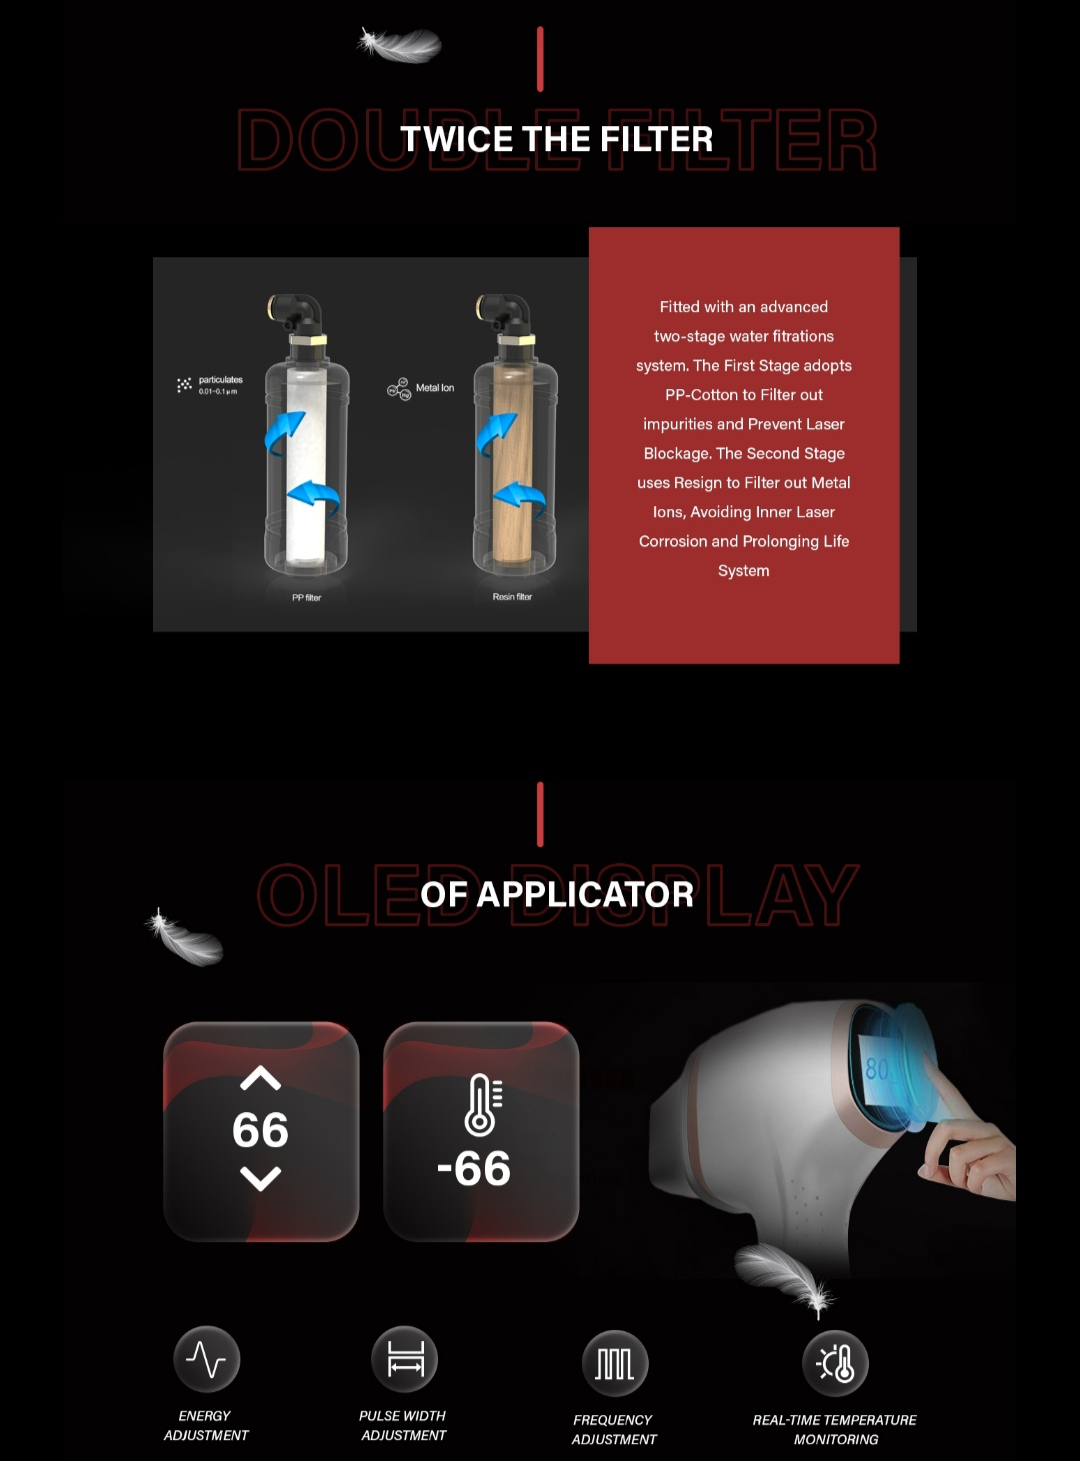 DOUBLE FILTER
TWICE THE FILTER
particulates
0.01-0.1μm
Metal Ion
PP filter
Resin filter
Fitted with an advanced
two-stage water fitrations
system. The First Stage adopts
PP-Cotton to Filter out
impurities and Prevent Laser
Blockage. The Second Stage
uses Resign to Filter out Metal
Ions, Avoiding Inner Laser
Corrosion and Prolonging Life
System
OLED DISPLAY
OF APPLICATOR
66
-66
80
ENERGY
ADJUSTMENT
PULSE WIDTH
ADJUSTMENT
FREQUENCY
ADJUSTMENT
REAL-TIME TEMPERATURE
MONITORING